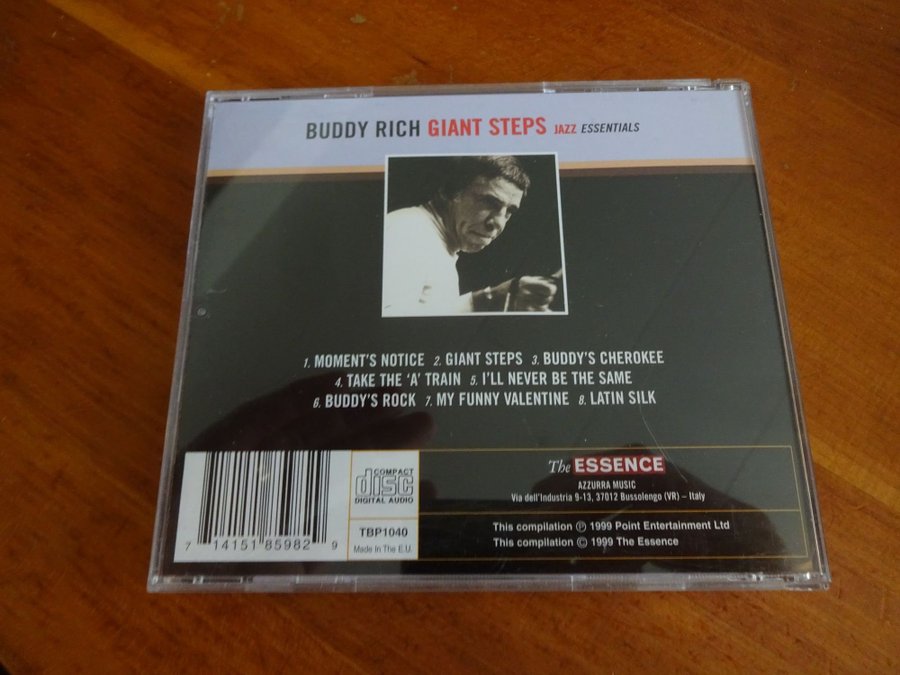 BUDDY RICH GIANT STEPS JAZZ ESSENTIALS
1. MOMENT'S NOTICE 2. GIANT STEPS 3. BUDDY'S CHEROKEE
4. TAKE THE 'A' TRAIN 5. I'LL NEVER BE THE SAME
6. BUDDY'S ROCK 7. MY FUNNY VALENTINE 8. LATIN SILK
The ESSENCE
AZZURRA MUSIC
Via dell'Industria 9-13, 37012 Bussolengo (VR) – Italy
This compilation ℗ 1999 Point Entertainment Ltd
This compilation © 1999 The Essence
COMPACT
disc
DIGITAL AUDIO
TBP1040
Made In The E.U.
7 14151 85982 9